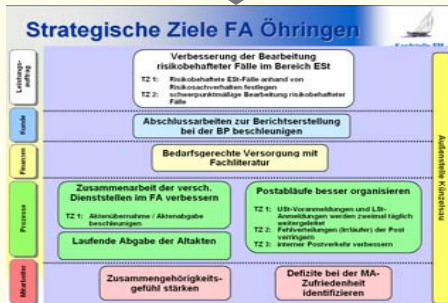 Strategische Ziele FA Öhringen
Leistungs-
auftrag
Verbesserung der Bearbeitung
risikobehafteter Fälle im Bereich ESt
TZ 1: Risikobehaftete ESt-Fälle anhand von
Risikosachverhalten festlegen
TZ 2: schwerpunktmäßige Bearbeitung risikobehafteter
Fälle
Kunde
Abschlussarbeiten zur Berichtserstellung
bei der BP beschleunigen
Finanzen
Bedarfsgerechte Versorgung mit
Fachliteratur
Prozesse
Zusammenarbeit der versch.
Dienststellen im FA verbessern
TZ 1: Aktenübernahme / Aktenabgabe
beschleunigen
Laufende Abgabe der Altakten
Postabläufe besser organisieren
TZ 1: USt-Voranmeldungen und LSt-
Anmeldungen werden zweimal täglich
weitergeleitet
TZ 2: Fehlverteilungen (Irrläufer) der Post
verringern
TZ 3: interner Postverkehr verbessern
Mitarbeiter
Zusammengehörigkeits-
gefühl stärken
Defizite bei der MA-
Zufriedenheit
identifizieren
Außenstelle Künzelsau